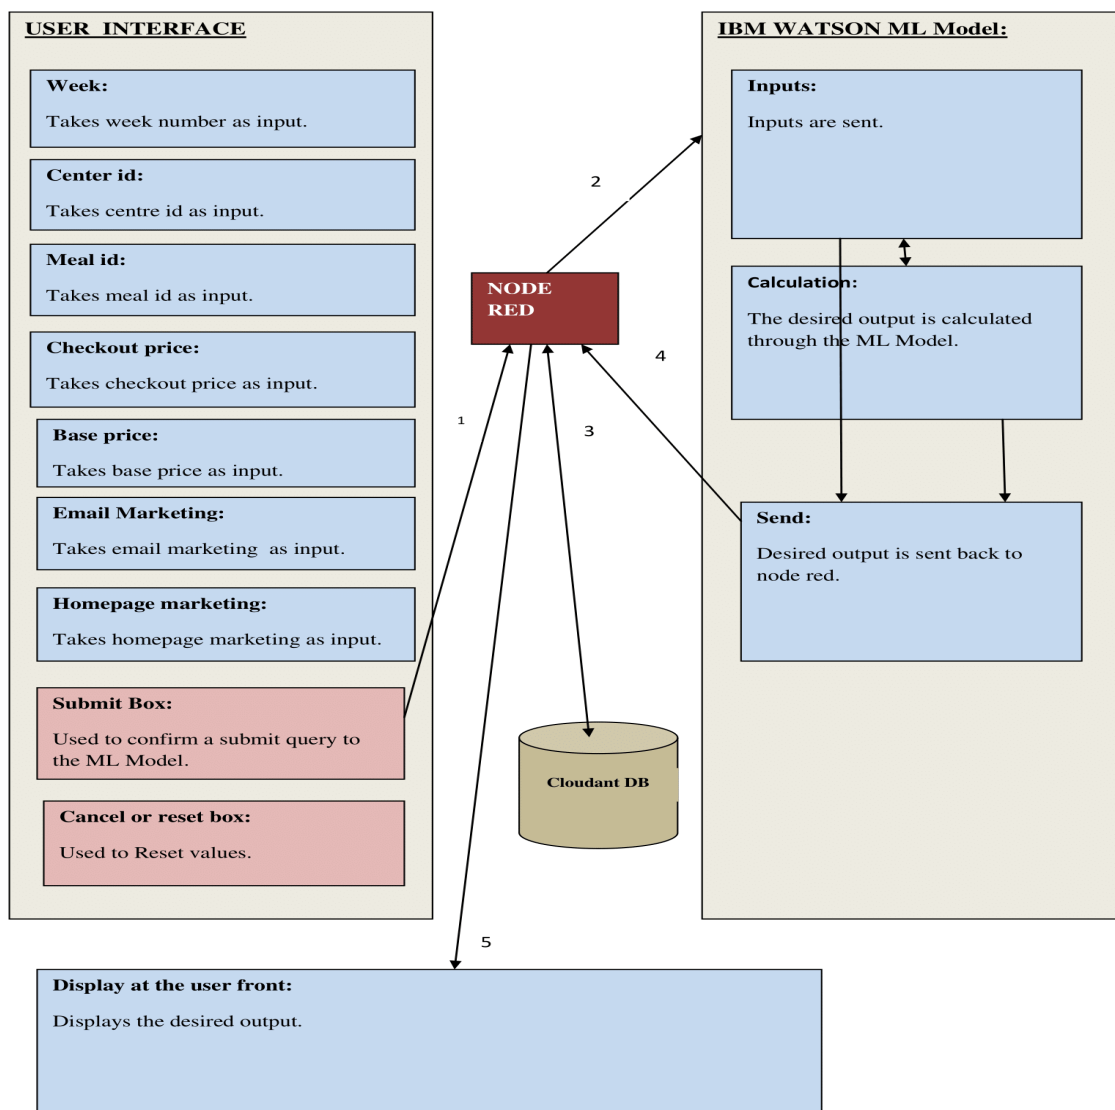 USER  INTERFACE
Week:
Takes week number as input.
Center id:
Takes centre id as input.
Meal id:
Takes meal id as input.
Checkout price:
Takes checkout price as input.
Base price:
Takes base price as input.
Email Marketing:
Takes email marketing  as input.
Homepage marketing:
Takes homepage marketing as input.
Submit Box:
Used to confirm a submit query to
the ML Model.
Cancel or reset box:
Used to Reset values.
1
2
NODE
RED
3
4
Cloudant DB
5
IBM WATSON ML Model:
Inputs:
Inputs are sent.
Calculation:
The desired output is calculated
through the ML Model.
Send:
Desired output is sent back to
node red.
Display at the user front:
Displays the desired output.